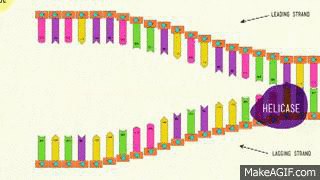 LEADING STRAND
HELICASE
LAGGING STRAND
MakeAGIF.com